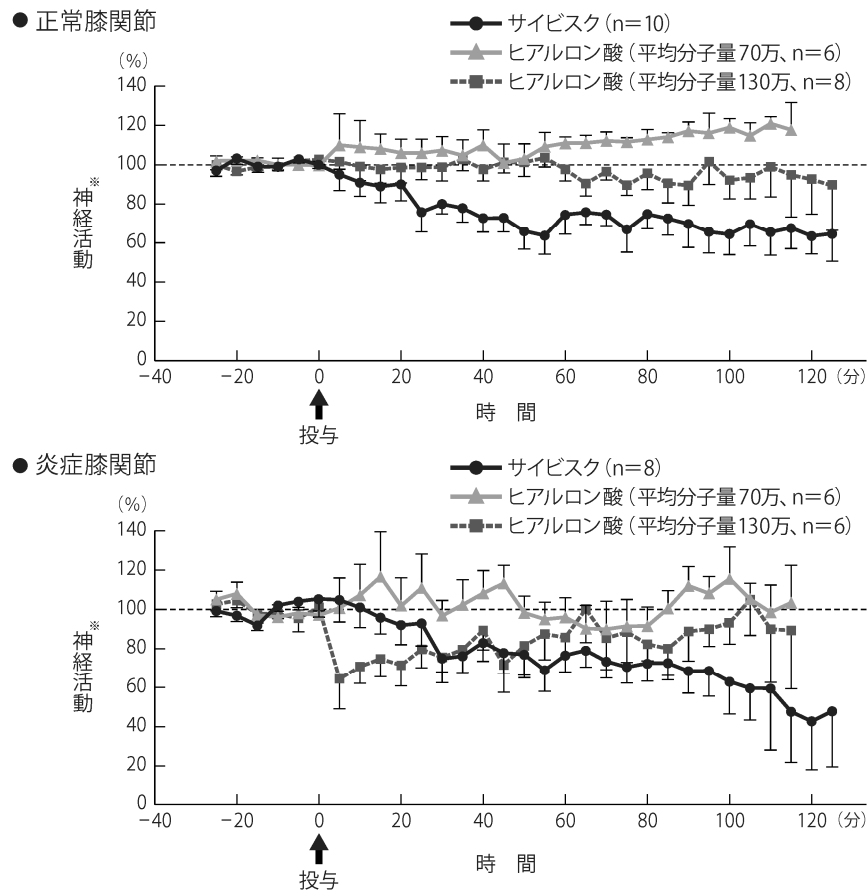 ● 正常膝関節
サイビスク（n＝10）
ヒアルロン酸（平均分子量70万、n＝6）
ヒアルロン酸（平均分子量130万、n＝8）
（%）
140
120
100
80
60
40
20
0
神経活動※
−40 −20 0 20 40 60 80 100 120（分）
投与
時 間
● 炎症膝関節
サイビスク（n＝8）
ヒアルロン酸（平均分子量70万、n＝6）
ヒアルロン酸（平均分子量130万、n＝6）
（%）
140
120
100
80
60
40
20
0
神経活動※
−40 −20 0 20 40 60 80 100 120（分）
投与
時 間